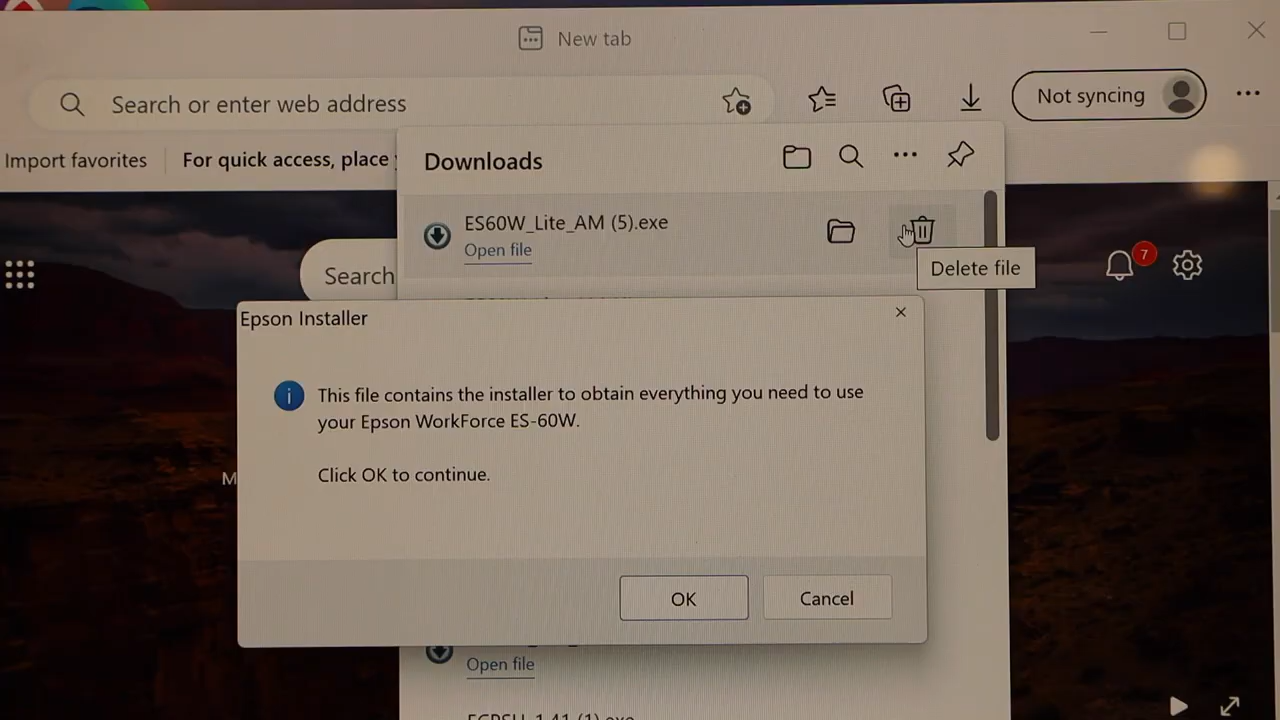 New tab
Search or enter web address
Not syncing
Import favorites
For quick access, place
Downloads
ES60W_Lite_AM (5).exe
Open file
7
Delete file
Search
Epson Installer
This file contains the installer to obtain everything you need to use
your Epson WorkForce ES-60W.
M
Click OK to continue.
OK
Cancel
Open file